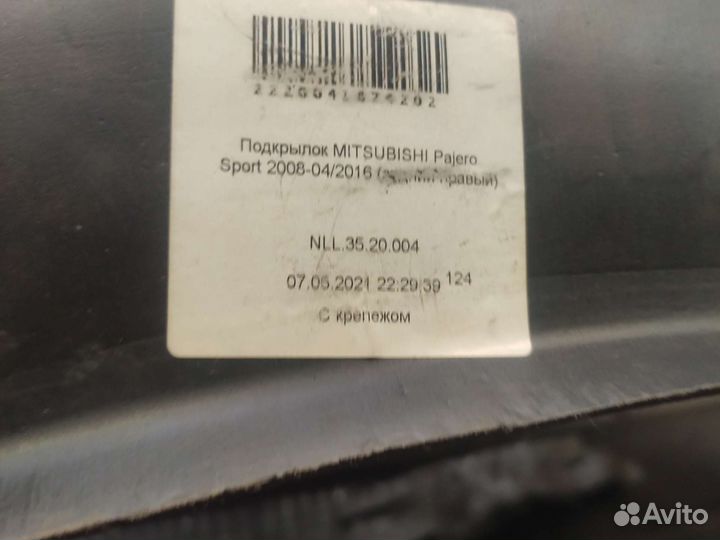 Подкрылок MITSUBISHI Pajero
Sport 2008-04/2016 правый)
NLL.35.20.004
07.05.2021 22:29:39 124
С крепежом
Avito